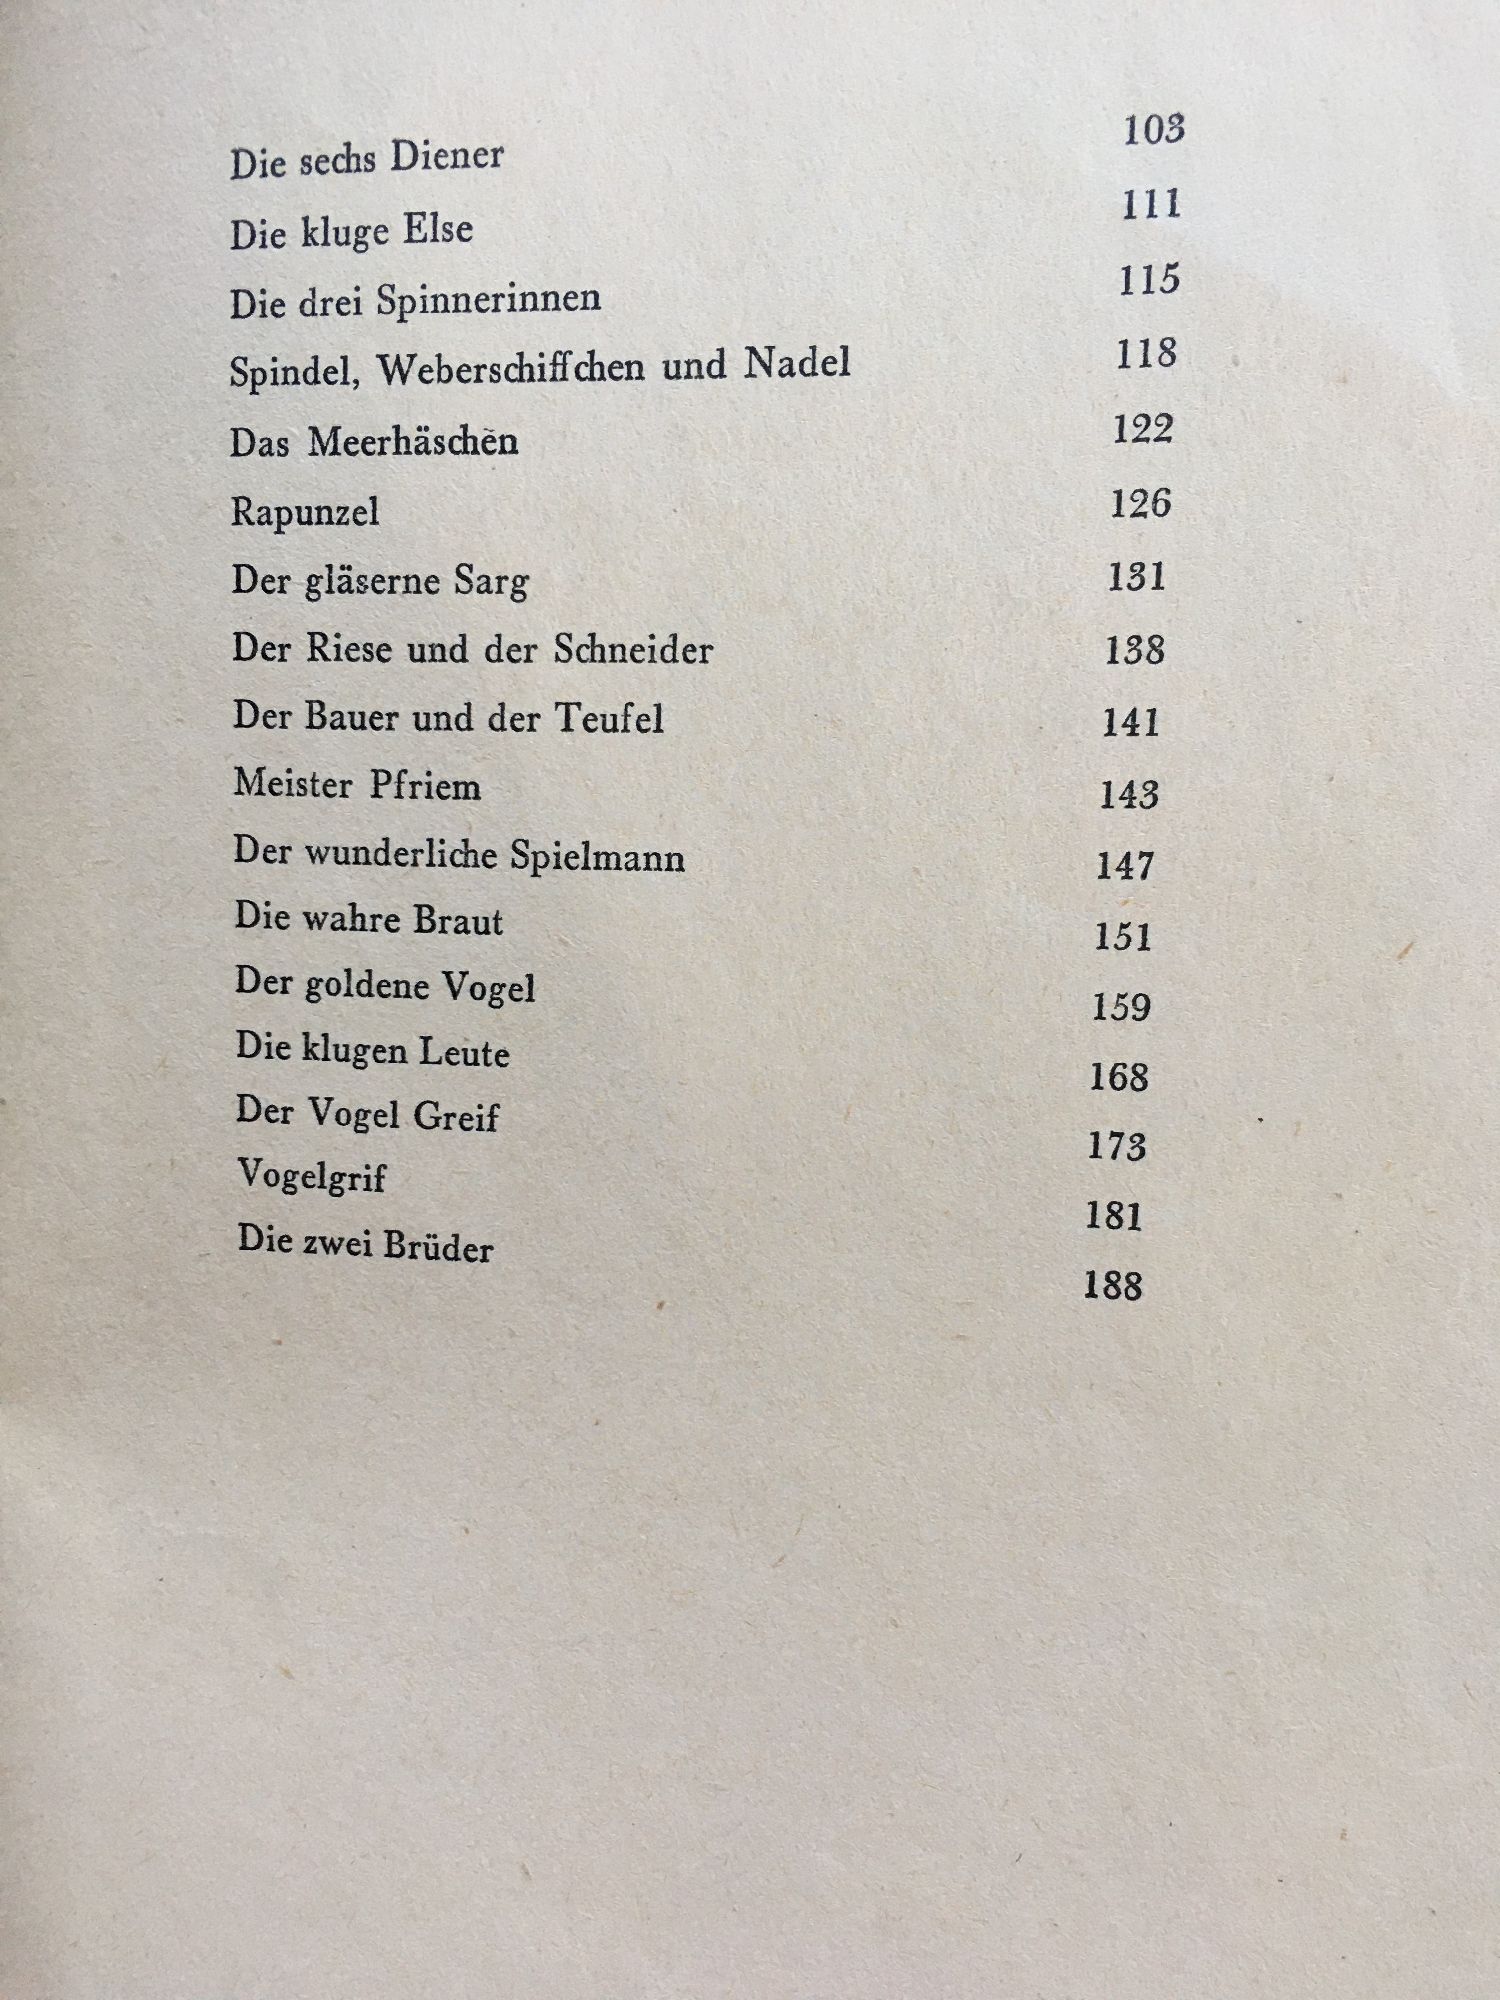 Die sechs Diener 103
Die kluge Else 111
Die drei Spinnerinnen 115
Spindel, Weberschiffchen und Nadel 118
Das Meerhäschen 122
Rapunzel 126
Der gläserne Sarg 131
Der Riese und der Schneider 138
Der Bauer und der Teufel 141
Meister Pfriem 143
Der wunderliche Spielmann 147
Die wahre Braut 151
Der goldene Vogel 159
Die klugen Leute 168
Der Vogel Greif 173
Vogelgrif 181
Die zwei Brüder 188